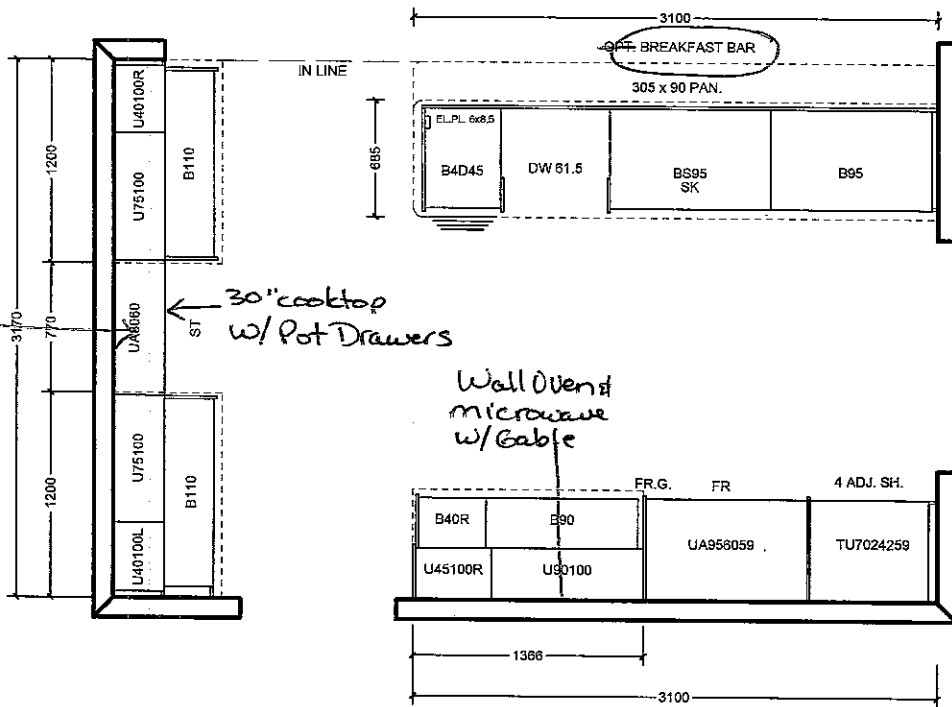 3100
OPT. BREAKFAST BAR
IN LINE
305 x 90 PAN.
U40100R
B110
U75100
1200
685
EL.PL. 6x8,5
B4D45
DW 61.5
BS95
SK
B95
3170
770
UA8060
ST
30" cooktop
W/ Pot Drawers
Wall Oven &
microwave
W/ Gable
1200
U75100
B110
U40100L
FR.G.
FR
4 ADJ. SH.
B40R
B90
UA956059
TU7024259
U45100R
U90100
1366
3100